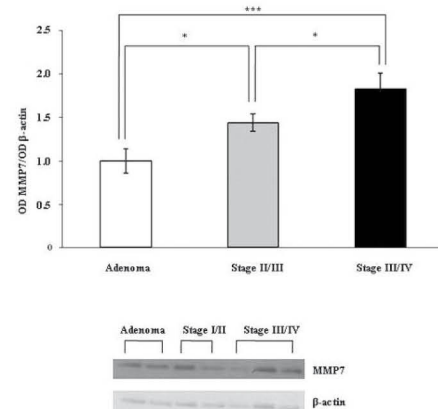 ***
* *
2.5
2.0
1.5
1.0
0.5
0
OD MMP7/OD β-actin
Adenoma Stage II/III Stage III/IV
Adenoma Stage I/II Stage III/IV
MMP7
β-actin